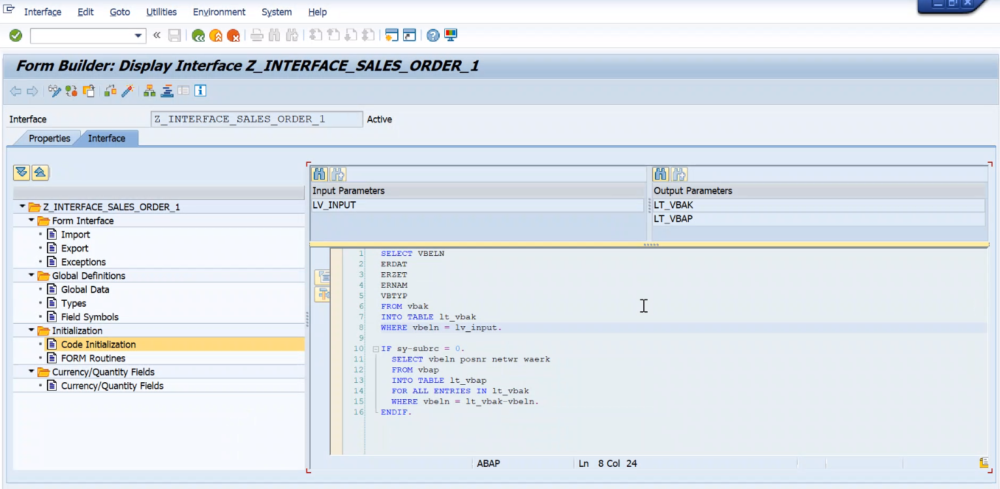 Interface Edit Goto Utilities Environment System Help
Form Builder: Display Interface Z_INTERFACE_SALES_ORDER_1
Interface Z_INTERFACE_SALES_ORDER_1 Active
Properties Interface
Z_INTERFACE_SALES_ORDER_1
Form Interface
Import
Export
Exceptions
Global Definitions
Global Data
Types
Field Symbols
Initialization
Code Initialization
FORM Routines
Currency/Quantity Fields
Currency/Quantity Fields
Input Parameters
LV_INPUT
Output Parameters
LT_VBAK
LT_VBAP
1 SELECT VBELN
2 ERDAT
3 ERZET
4 ERNAM
5 VBTYP
6 FROM vbak
7 INTO TABLE lt_vbak
8 WHERE vbeln = lv_input.
9
10 IF sy-subrc = 0.
11 SELECT vbeln posnr netwr waerk
12 FROM vbap
13 INTO TABLE lt_vbap
14 FOR ALL ENTRIES IN lt_vbak
15 WHERE vbeln = lt_vbak-vbeln.
16 ENDIF.
ABAP Ln 8 Col 24